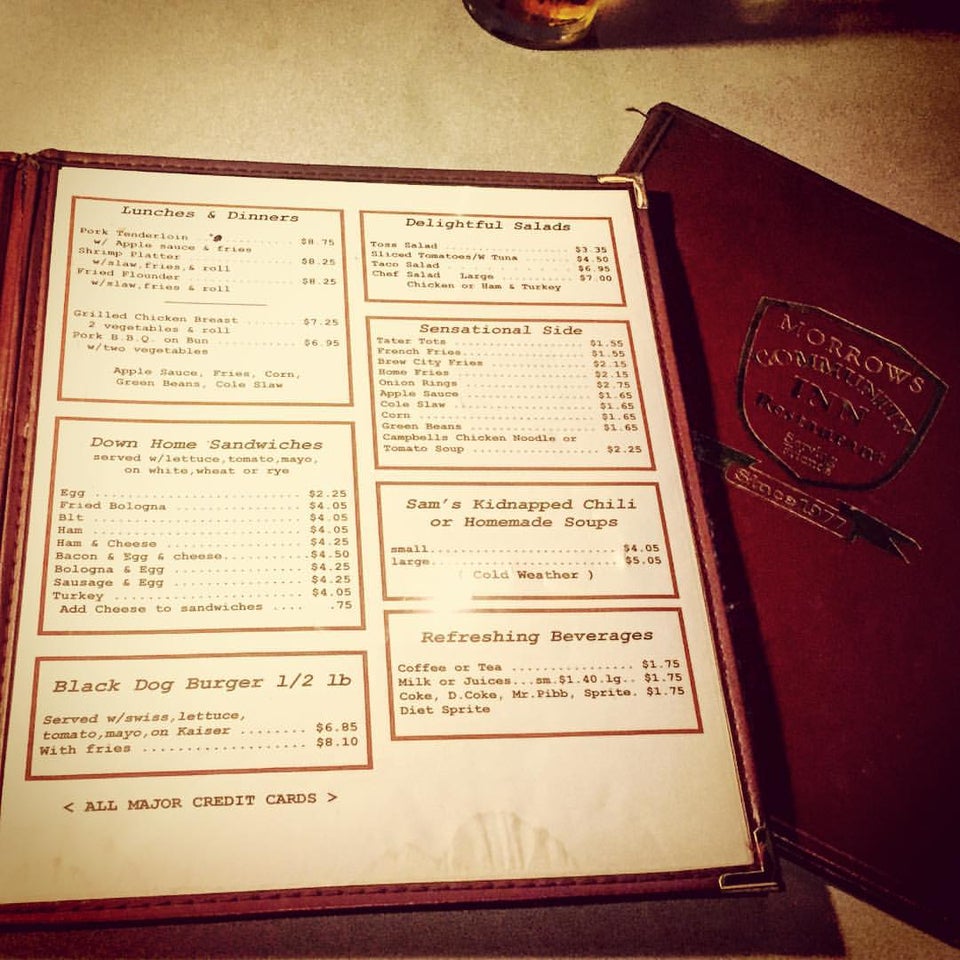 Lunches & Dinners
Pork Tenderloin ............ $8.75
w/ Apple sauce & fries
Shrimp Platter ............ $8.25
w/slaw,fries,& roll
Fried Flounder ............ $8.25
w/slaw,fries & roll
Grilled Chicken Breast ....... $7.25
2 vegetables & roll
Pork B.B.Q. on Bun ........... $6.95
w/two vegetables
Apple Sauce, Fries, Corn,
Green Beans, Cole Slaw
Down Home Sandwiches
served w/lettuce,tomato,mayo,
on white,wheat or rye
Egg ........................ $2.25
Fried Bologna .............. $4.05
Blt ........................ $4.05
Ham ........................ $4.05
Ham & Cheese ............... $4.25
Bacon & Egg & cheese.......... $4.50
Bologna & Egg .............. $4.25
Sausage & Egg .............. $4.25
Turkey ..................... $4.05
Add Cheese to sandwiches .... .75
Black Dog Burger 1/2 lb
Served w/swiss,lettuce,
tomato,mayo,on Kaiser ........ $6.85
With fries ................... $8.10
< ALL MAJOR CREDIT CARDS >
Delightful Salads
Toss Salad .................. $3.35
Sliced Tomatoes/W Tuna ....... $4.50
Taco Salad .................. $6.95
Chef Salad Large ............ $7.00
Chicken or Ham & Turkey
Sensational Side
Tater Tots .................. $1.55
French Fries................. $1.55
Brew City Fries ............. $2.15
Home Fries .................. $2.15
Onion Rings ................. $2.75
Apple Sauce ................. $1.65
Cole Slaw ................... $1.65
Corn ........................ $1.65
Green Beans ................. $1.65
Campbells Chicken Noodle or
Tomato Soup ................. $2.25
Sam's Kidnapped Chili
or Homemade Soups
small........................ $4.05
large........................ $5.05
( Cold Weather )
Refreshing Beverages
Coffee or Tea ............... $1.75
Milk or Juices...sm.$1.40.lg.. $1.75
Coke, D.Coke, Mr.Pibb, Sprite. $1.75
Diet Sprite
MORROWS
COMMUNITY
INN
Restaurant
Since 1977